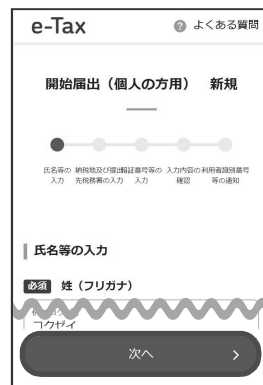 e-Tax
? よくある質問
開始届出（個人の方用） 新規
氏名等の 納税地及び提出 暗証番号等の 入力内容の 利用者識別番号
入力 先税務署の入力 入力 確認 等の通知
氏名等の入力
必須 姓（フリガナ）
コクゼイ
次へ >